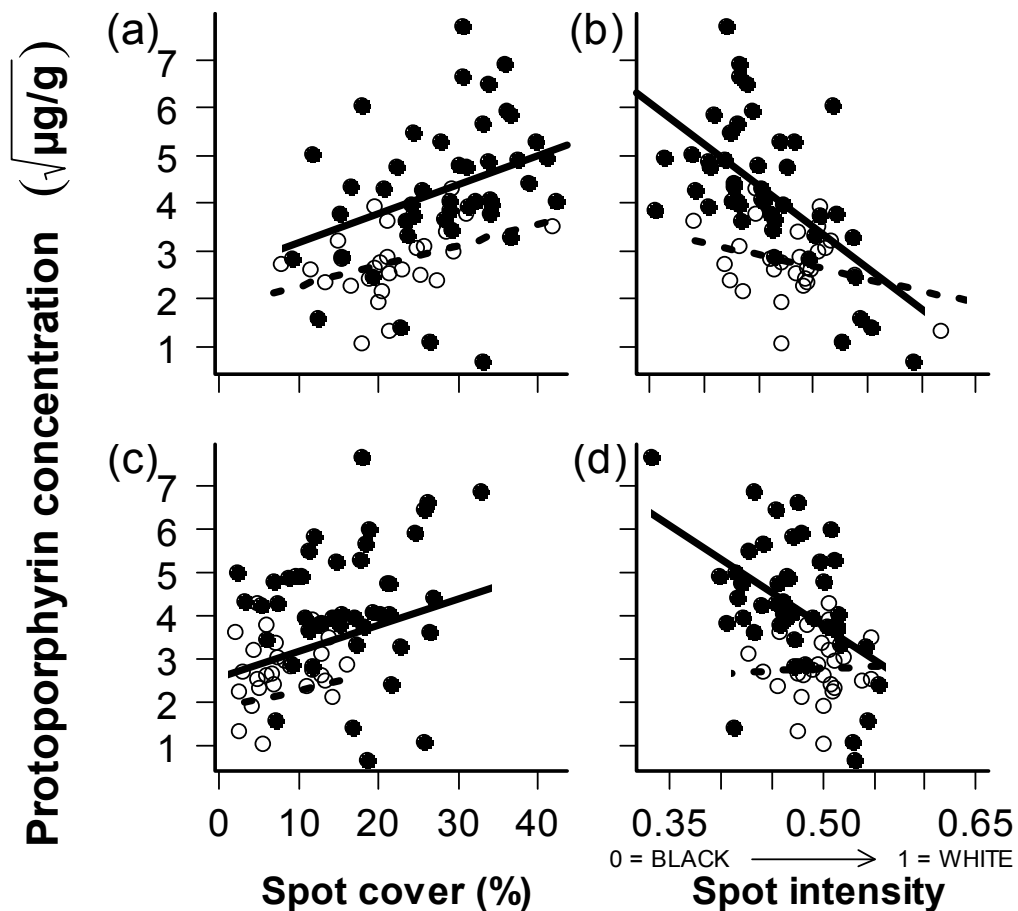 Protoporphyrin concentration (√μg/g)
(a)
7
6
5
4
3
2
1
(b)
(c)
7
6
5
4
3
2
1
(d)
0 10 20 30 40
0.35 0.50 0.65
0 = BLACK → 1 = WHITE
Spot cover (%)
Spot intensity